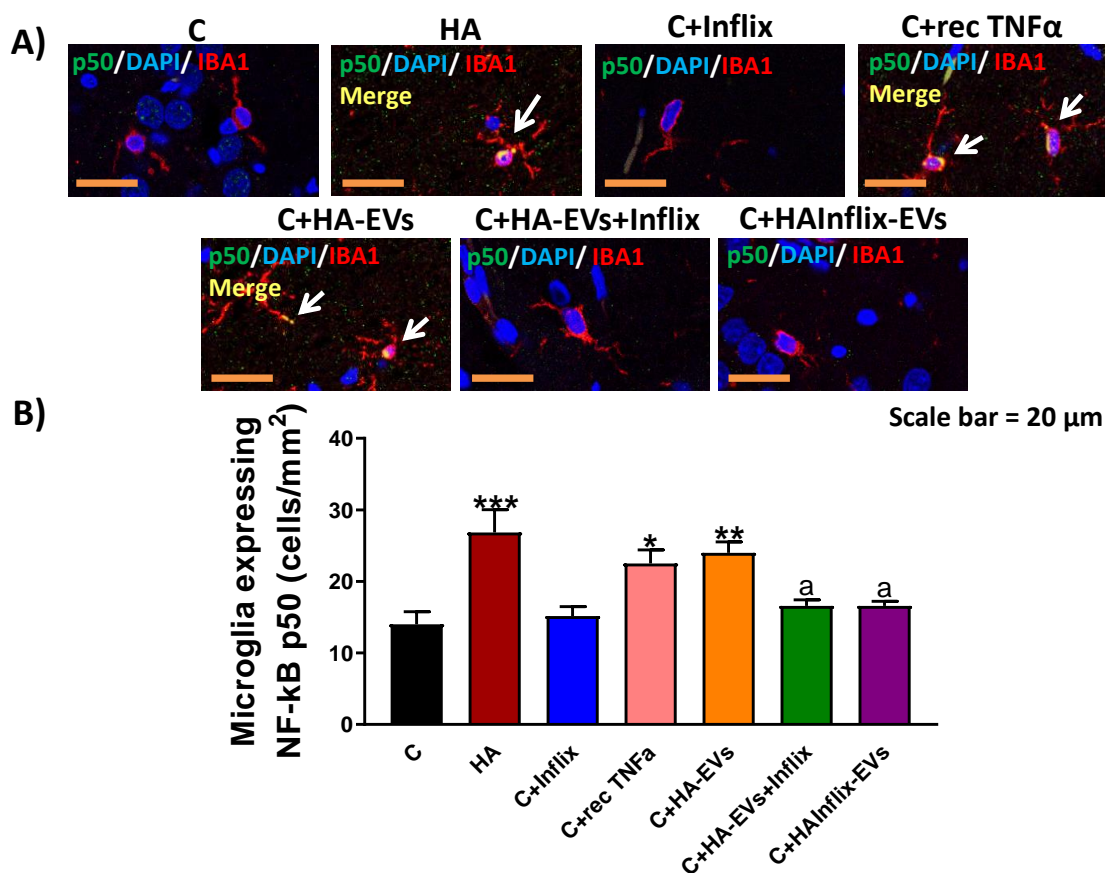 A)
C
HA
C+Inflix
C+rec TNFα
p50/DAPI/ IBA1
p50/DAPI/ IBA1
Merge
p50/DAPI/IBA1
p50/DAPI/ IBA1
Merge
C+HA-EVs
C+HA-EVs+Inflix
C+HAInflix-EVs
p50/DAPI/ IBA1
Merge
p50/DAPI/ IBA1
p50/DAPI/ IBA1
B)
Scale bar = 20 µm
Microglia expressing
NF-kB p50 (cells/mm²)
40
30
20
10
0
***
*
**
a
a
C
HA
C+Inflix
C+rec TNFa
C+HA-EVs
C+HA-EVs+Inflix
C+HAInflix-EVs